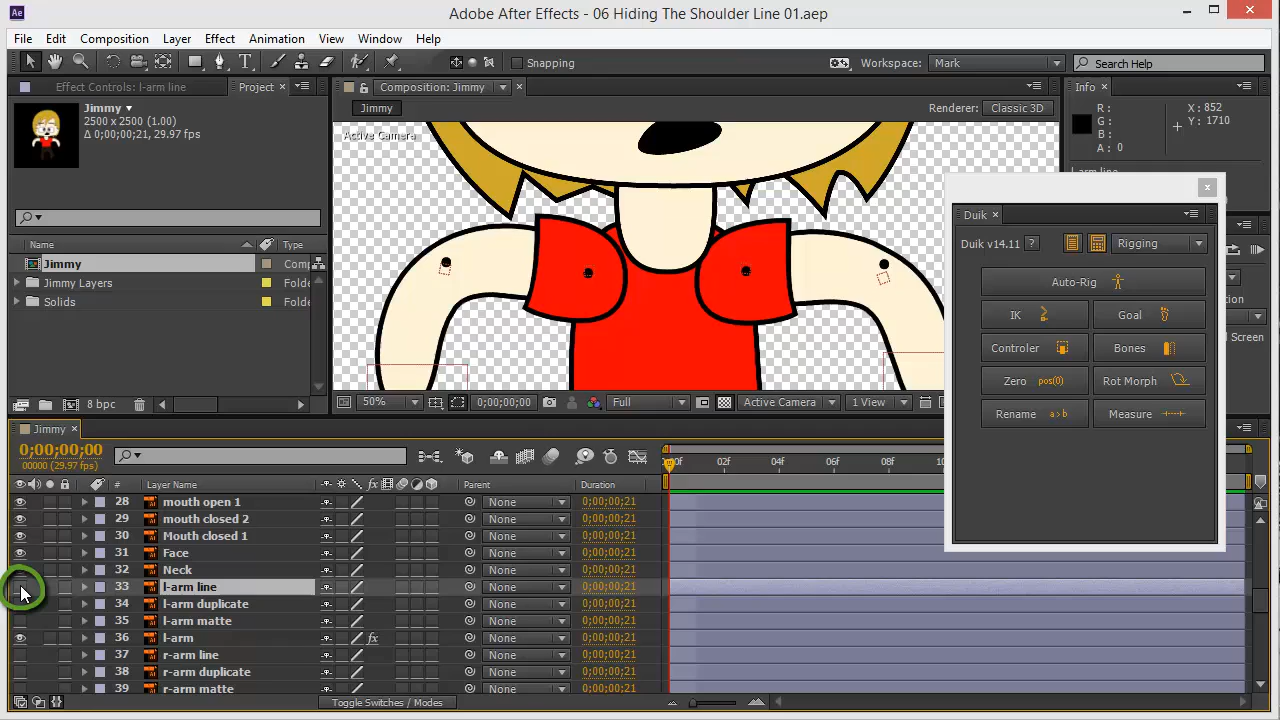 Adobe After Effects - 06 Hiding The Shoulder Line 01.aep
File Edit Composition Layer Effect Animation View Window Help
Snapping Workspace: Mark Search Help
Effect Controls: l-arm line Project Composition: Jimmy Info
Jimmy
2500 x 2500 (1.00)
Δ 0;00;00;21, 29.97 fps
Jimmy Renderer: Classic 3D
Active Camera
R:
G:
B:
A: 0
X: 852
Y: 1710
l-arm line
Name Type
Jimmy Comp
Jimmy Layers Folde
Solids Folde
Duik
Duik v14.11 ? Rigging
Auto-Rig
IK Goal
Controler Bones
Zero pos(0) Rot Morph
Rename a>b Measure
8 bpc
50% 0;00;00;00 Full Active Camera 1 View
Jimmy
0;00;00;00
00000 (29.97 fps)
02f 04f 06f 08f
# Layer Name fx Parent Duration
28 mouth open 1 None 0;00;00;21
29 mouth closed 2 None 0;00;00;21
30 Mouth closed 1 None 0;00;00;21
31 Face None 0;00;00;21
32 Neck None 0;00;00;21
33 l-arm line None 0;00;00;21
34 l-arm duplicate None 0;00;00;21
35 l-arm matte None 0;00;00;21
36 l-arm fx None 0;00;00;21
37 r-arm line None 0;00;00;21
38 r-arm duplicate None 0;00;00;21
39 r-arm matte None 0;00;00;21
Toggle Switches / Modes